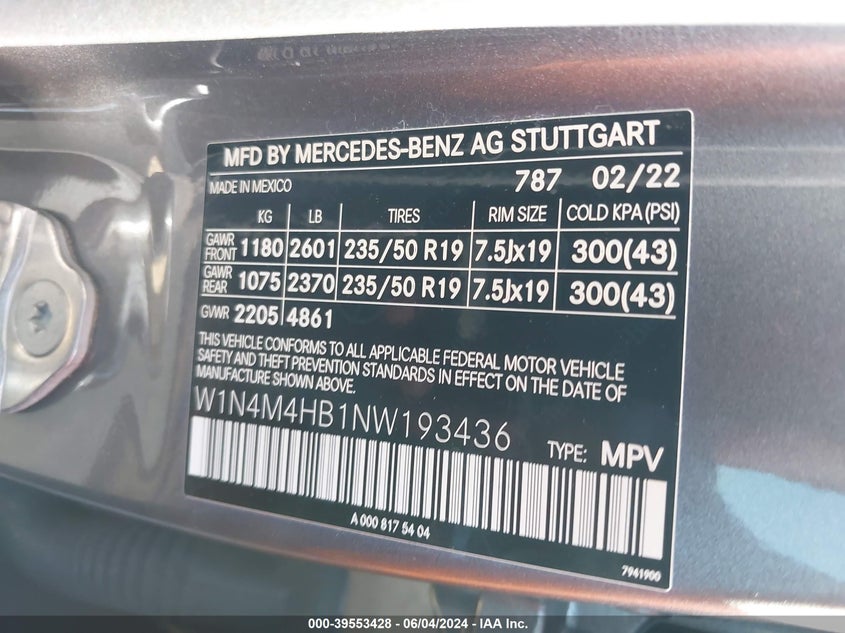 MFD BY MERCEDES-BENZ AG STUTTGART
MADE IN MEXICO 787 02/22
KG LB TIRES RIM SIZE COLD KPA(PSI)
GAWR FRONT 1180 2601 235/50 R19 7.5Jx19 300(43)
GAWR REAR 1075 2370 235/50 R19 7.5Jx19 300(43)
GVWR 2205 4861
THIS VEHICLE CONFORMS TO ALL APPLICABLE FEDERAL MOTOR VEHICLE
SAFETY AND THEFT PREVENTION STANDARDS IN EFFECT ON THE DATE OF
MANUFACTURE SHOWN ABOVE.
W1N4M4HB1NW193436 TYPE: MPV
A 000 817 54 04
7941900
000-39553428 - 06/04/2024 - IAA Inc.